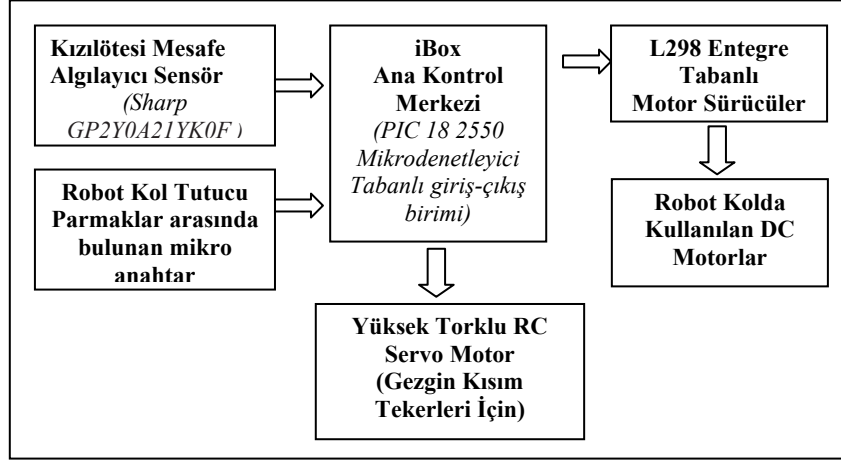 Kızılötesi Mesafe
Algılayıcı Sensör
(Sharp
GP2Y0A21YK0F )
Robot Kol Tutucu
Parmaklar arasında
bulunan mikro
anahtar
iBox
Ana Kontrol
Merkezi
(PIC 18 2550
Mikrodenetleyici
Tabanlı giriş-çıkış
birimi)
L298 Entegre
Tabanlı
Motor Sürücüler
Robot Kolda
Kullanılan DC
Motorlar
Yüksek Torklu RC
Servo Motor
(Gezgin Kısım
Tekerleri İçin)